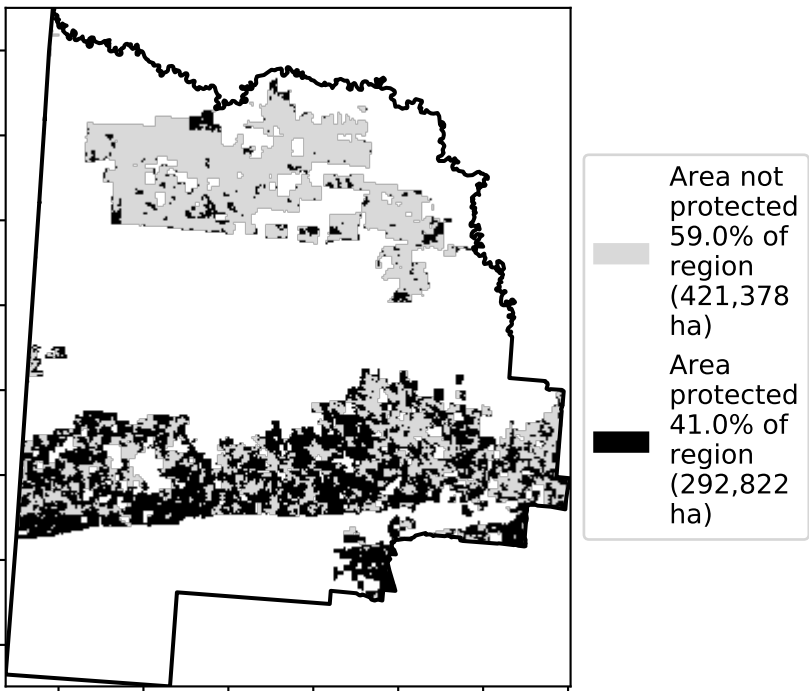 Area not
protected
59.0% of
region
(421,378
ha)
Area
protected
41.0% of
region
(292,822
ha)